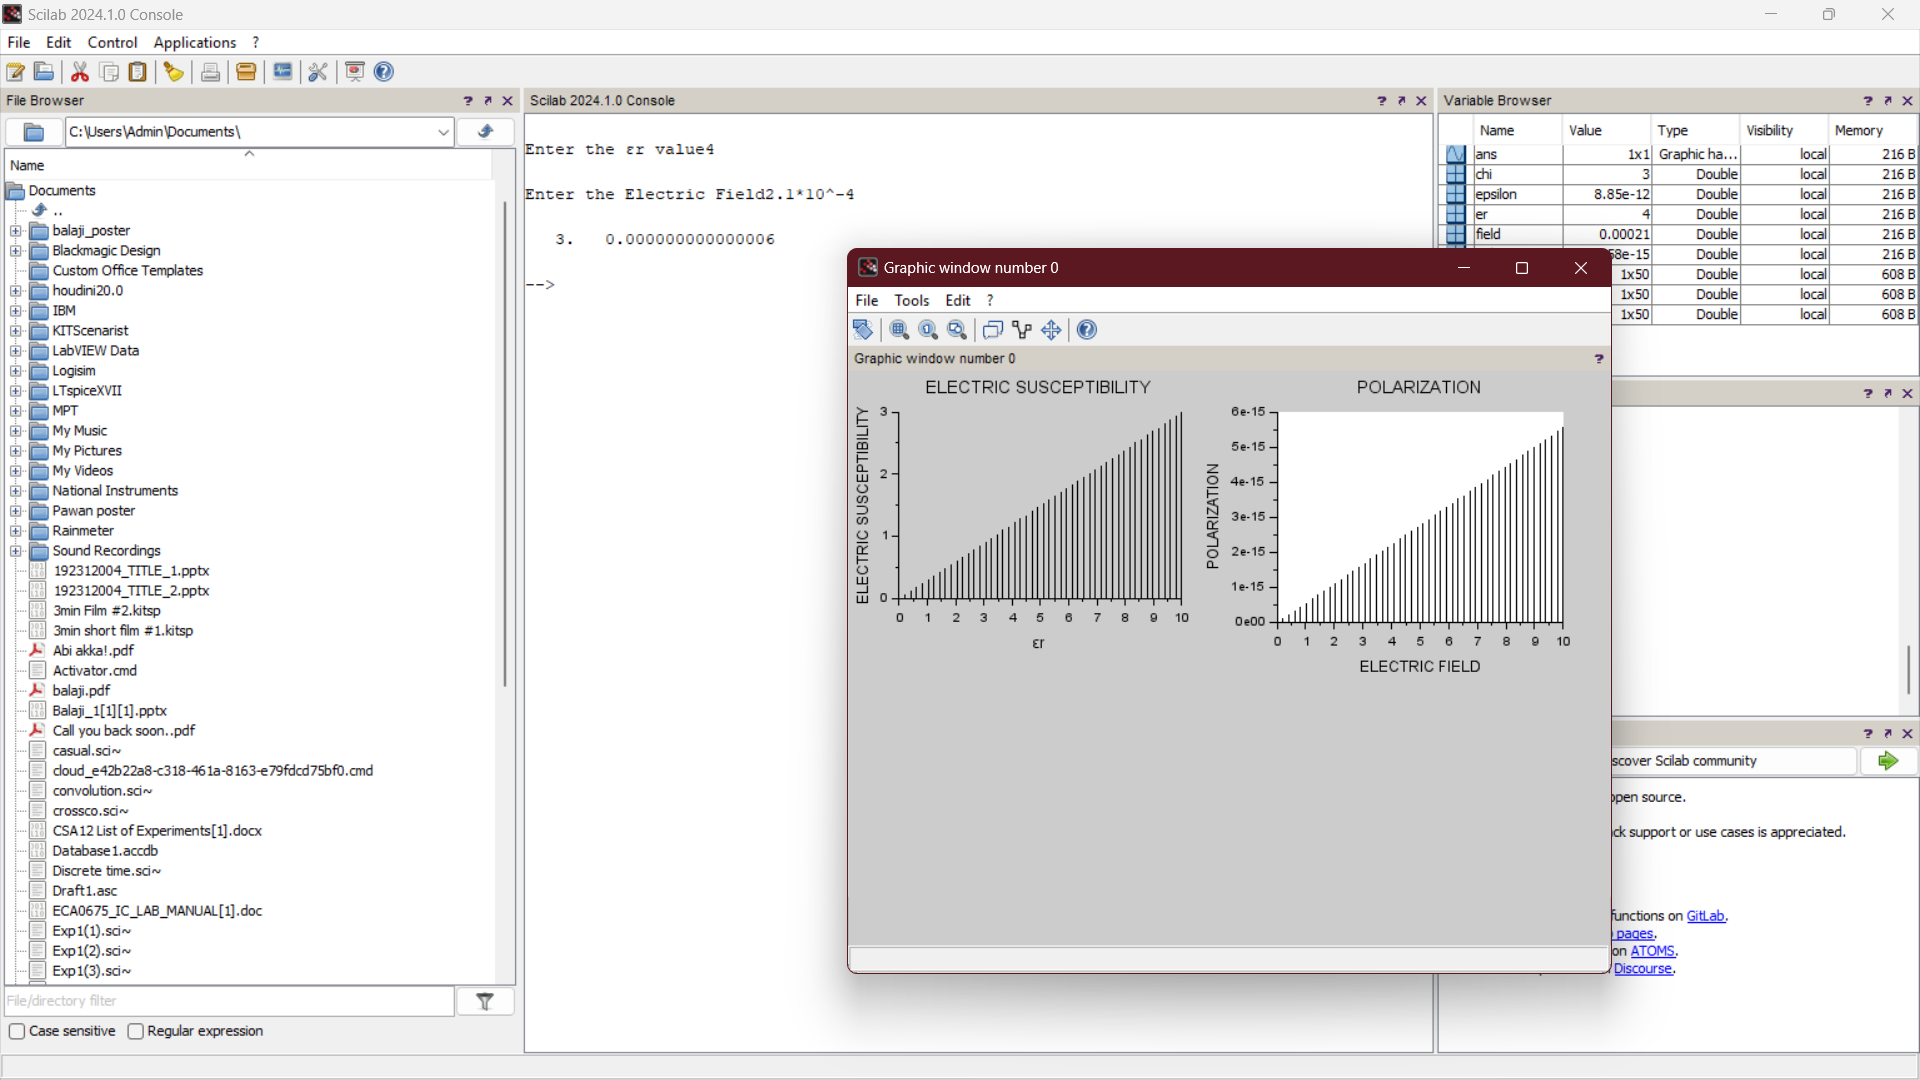 Scilab 2024.1.0 Console
File Edit Control Applications ?
File Browser
C:\Users\Admin\Documents\
Name
Documents
..
balaji_poster
Blackmagic Design
Custom Office Templates
houdini20.0
IBM
KITScenarist
LabVIEW Data
Logisim
LTspiceXVII
MPT
My Music
My Pictures
My Videos
National Instruments
Pawan poster
Rainmeter
Sound Recordings
192312004_TITLE_1.pptx
192312004_TITLE_2.pptx
3min Film #2.kitsp
3min short film #1.kitsp
Abi akka!.pdf
Activator.cmd
balaji.pdf
Balaji_1[1][1].pptx
Call you back soon..pdf
casual.sci~
cloud_e42b22a8-c318-461a-8163-e79fdcd75bf0.cmd
convolution.sci~
crossco.sci~
CSA12 List of Experiments[1].docx
Database1.accdb
Discrete time.sci~
Draft1.asc
ECA0675_IC_LAB_MANUAL[1].doc
Exp1(1).sci~
Exp1(2).sci~
Exp1(3).sci~
File/directory filter
Case sensitive Regular expression
Scilab 2024.1.0 Console
Enter the εr value4
Enter the Electric Field2.1*10^-4
3. 0.000000000000006
-->
Graphic window number 0
File Tools Edit ?
Graphic window number 0 ?
ELECTRIC SUSCEPTIBILITY
ELECTRIC SUSCEPTIBILITY
3
2
1
0
0 1 2 3 4 5 6 7 8 9 10
εr
POLARIZATION
POLARIZATION
6e-15
5e-15
4e-15
3e-15
2e-15
1e-15
0e00
0 1 2 3 4 5 6 7 8 9 10
ELECTRIC FIELD
Variable Browser
Name Value Type Visibility Memory
ans 1x1 Graphic ha... local 216 B
chi 3 Double local 216 B
epsilon 8.85e-12 Double local 216 B
er 4 Double local 216 B
field 0.00021 Double local 216 B
58e-15 Double local 216 B
1x50 Double local 608 B
1x50 Double local 608 B
1x50 Double local 608 B
scover Scilab community
open source.
ck support or use cases is appreciated.
functions on GitLab.
pages.
on ATOMS.
Discourse.